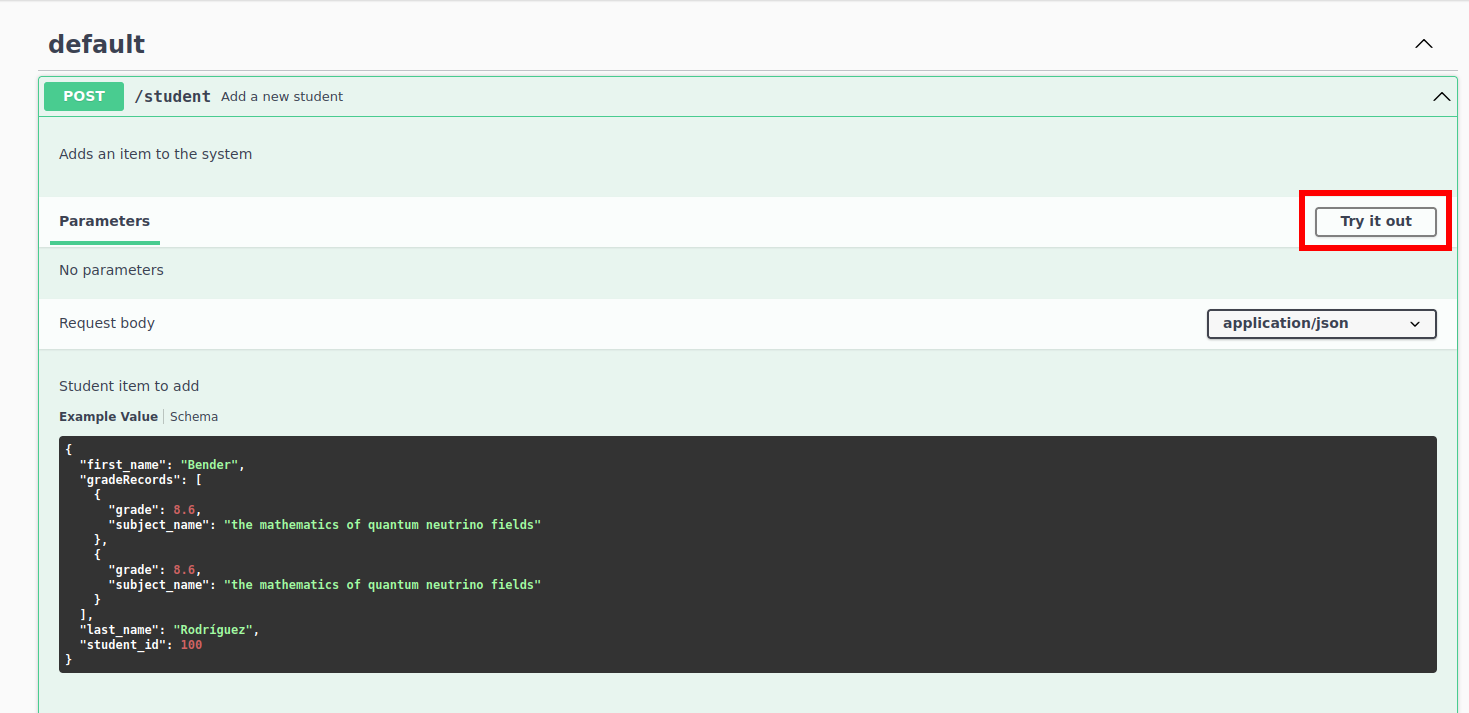 default
POST /student Add a new student
Adds an item to the system
Parameters
Try it out
No parameters
Request body
application/json
Student item to add
Example Value | Schema
{
  "first_name": "Bender",
  "gradeRecords": [
    {
      "grade": 8.6,
      "subject_name": "the mathematics of quantum neutrino fields"
    },
    {
      "grade": 8.6,
      "subject_name": "the mathematics of quantum neutrino fields"
    }
  ],
  "last_name": "Rodríguez",
  "student_id": 100
}